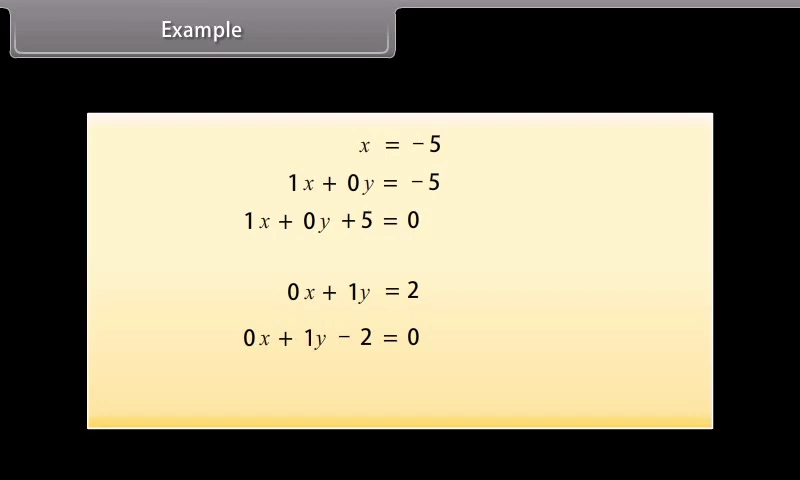 Example
x = −5
1x + 0y = −5
1x + 0y + 5 = 0
0x + 1y = 2
0x + 1y − 2 = 0